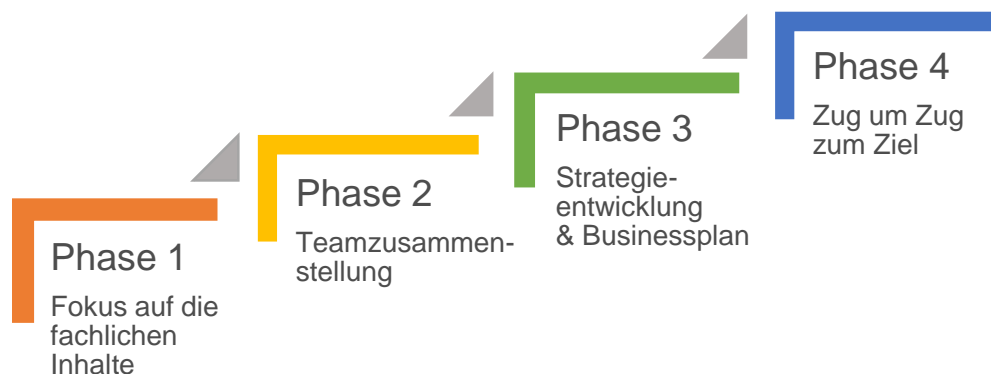 Phase 1
Fokus auf die
fachlichen
Inhalte
Phase 2
Teamzusammen-
stellung
Phase 3
Strategie-
entwicklung
& Businessplan
Phase 4
Zug um Zug
zum Ziel